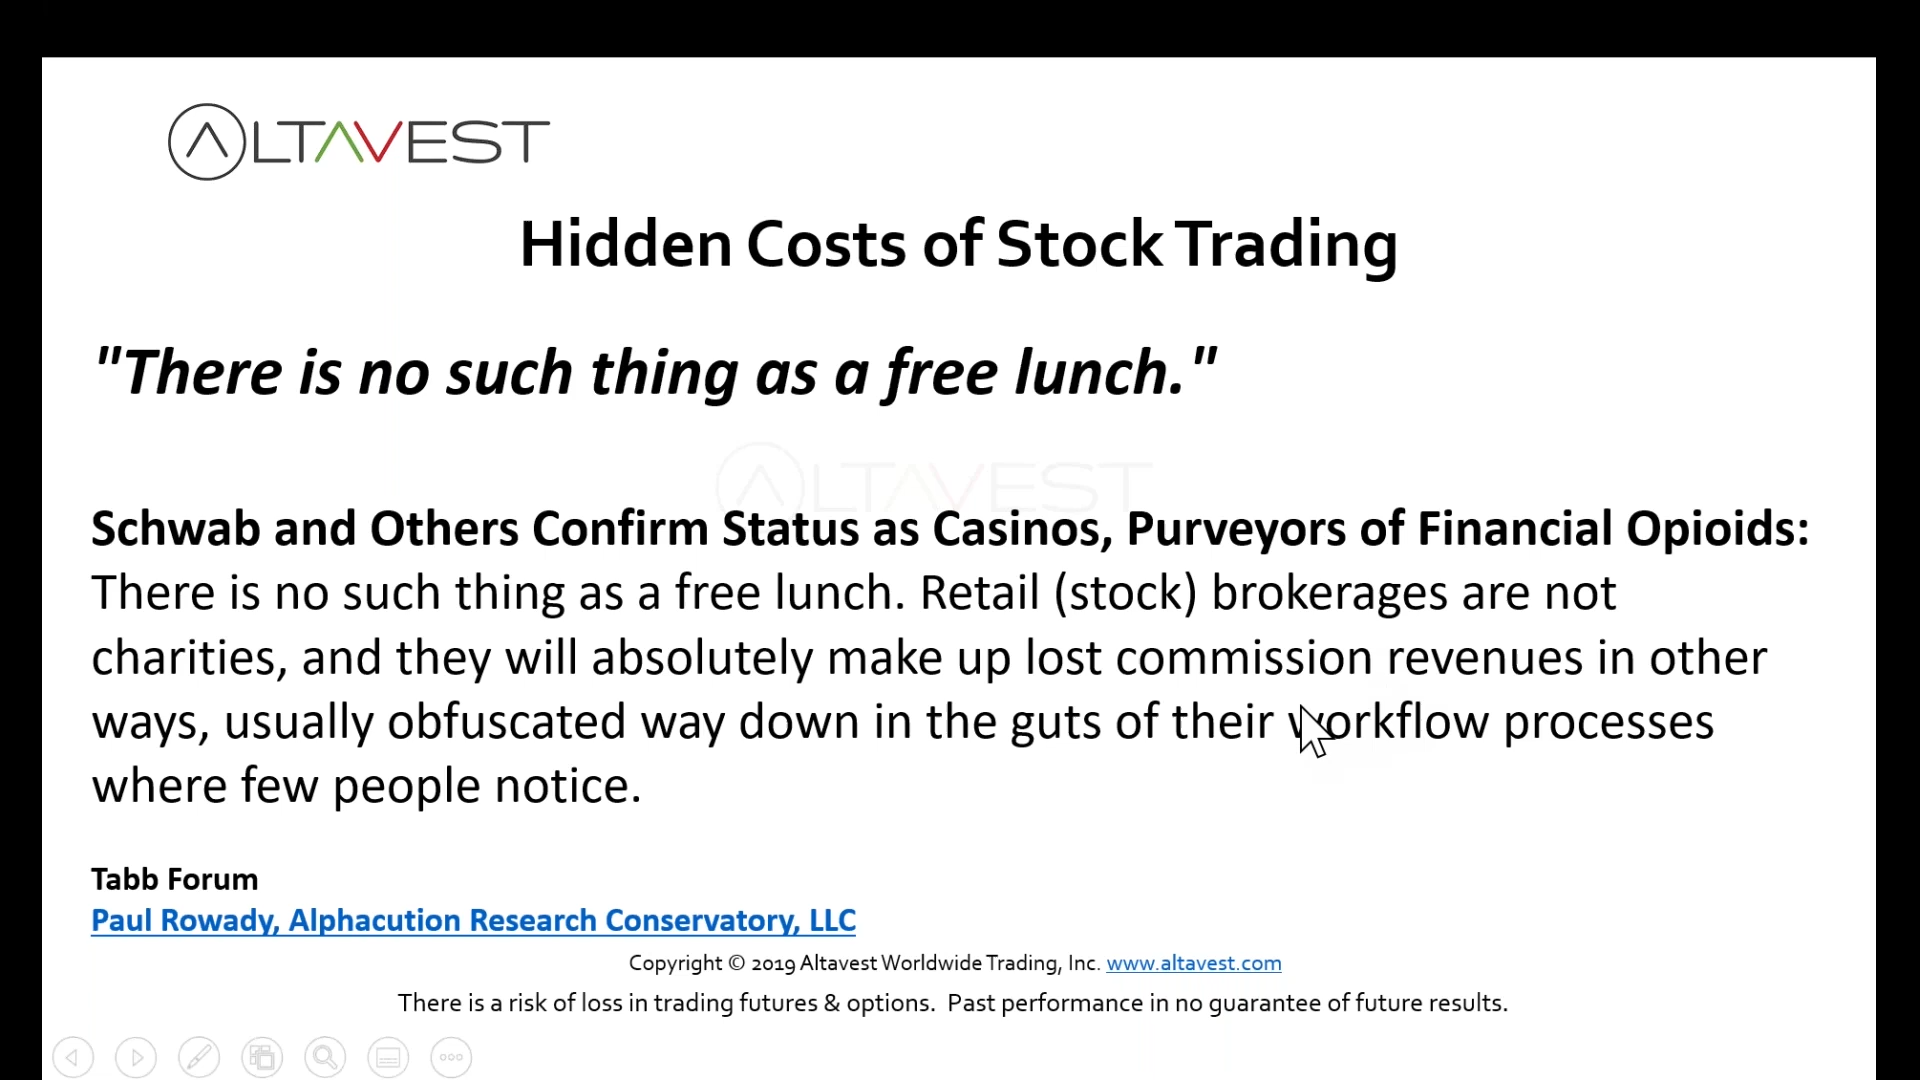 ALTAVEST
Hidden Costs of Stock Trading
"There is no such thing as a free lunch."
ALTAVEST
Schwab and Others Confirm Status as Casinos, Purveyors of Financial Opioids:
There is no such thing as a free lunch. Retail (stock) brokerages are not
charities, and they will absolutely make up lost commission revenues in other
ways, usually obfuscated way down in the guts of their workflow processes
where few people notice.
Tabb Forum
Paul Rowady, Alphacution Research Conservatory, LLC
Copyright © 2019 Altavest Worldwide Trading, Inc. www.altavest.com
There is a risk of loss in trading futures & options. Past performance in no guarantee of future results.